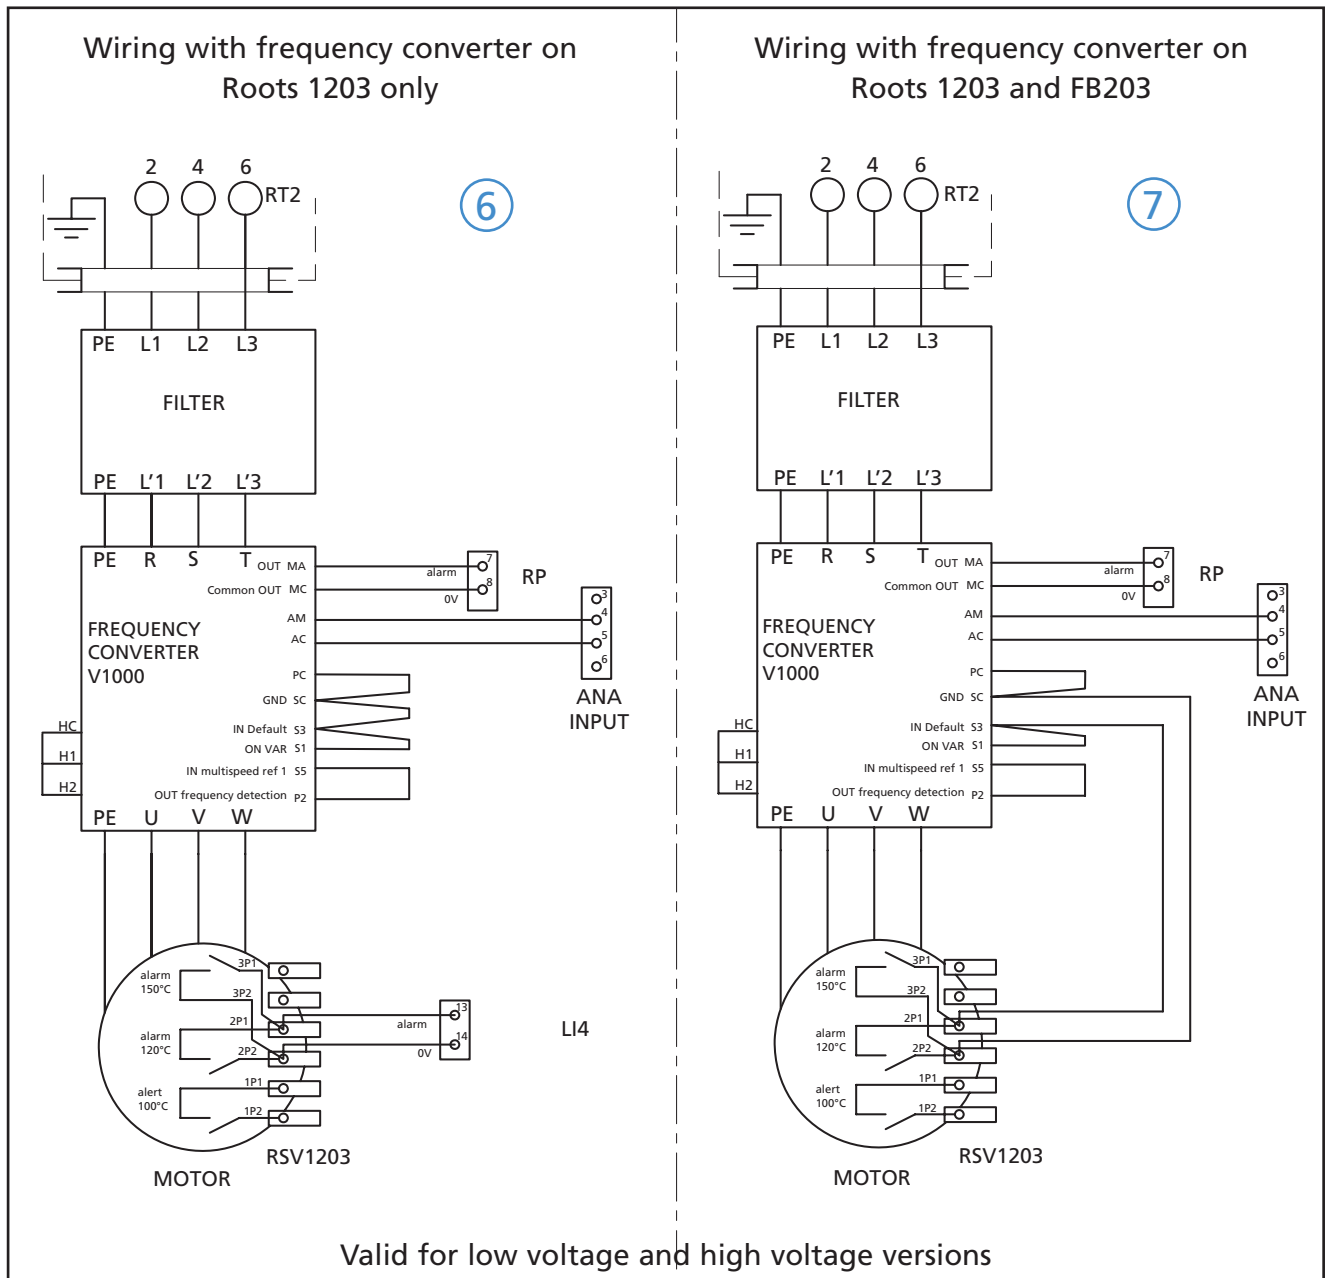 Wiring with frequency converter on
Roots 1203 only
2 4 6
RT2
6
PE L1 L2 L3
FILTER
PE L'1 L'2 L'3
PE R S T
OUT MA
Common OUT MC
AM
AC
PC
GND SC
IN Default S3
ON VAR S1
IN multispeed ref 1 S5
OUT frequency detection P2
FREQUENCY
CONVERTER
V1000
HC
H1
H2
PE U V W
alarm
0V
7
8
RP
3
4
5
6
ANA
INPUT
alarm
150°C
3P1
3P2
alarm
120°C
2P1
2P2
alert
100°C
1P1
1P2
alarm
0V
13
14
LI4
RSV1203
MOTOR
Wiring with frequency converter on
Roots 1203 and FB203
2 4 6
RT2
7
PE L1 L2 L3
FILTER
PE L'1 L'2 L'3
PE R S T
OUT MA
Common OUT MC
AM
AC
PC
GND SC
IN Default S3
ON VAR S1
IN multispeed ref 1 S5
OUT frequency detection P2
FREQUENCY
CONVERTER
V1000
HC
H1
H2
PE U V W
alarm
0V
7
8
RP
3
4
5
6
ANA
INPUT
alarm
150°C
3P1
3P2
alarm
120°C
2P1
2P2
alert
100°C
1P1
1P2
RSV1203
MOTOR
Valid for low voltage and high voltage versions